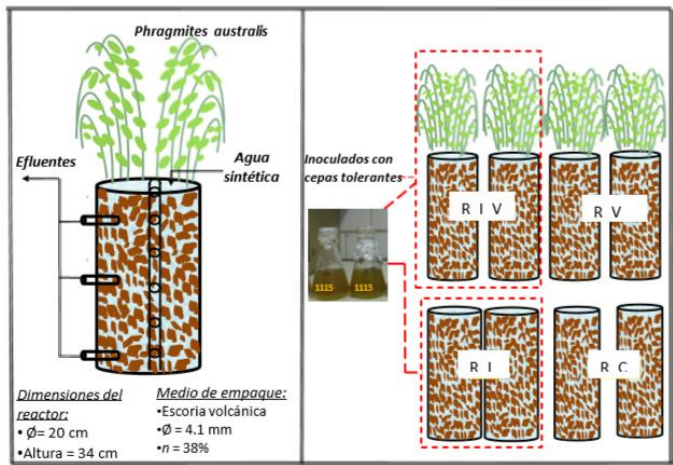 Phragmites australis
Efluentes
Agua
sintética
Dimensiones del
reactor:
• Ø= 20 cm
• Altura = 34 cm
Medio de empaque:
•Escoria volcánica
•Ø = 4.1 mm
•n = 38%
Inoculados con
cepas tolerantes
1115
1113
R I V
R V
R I
R C